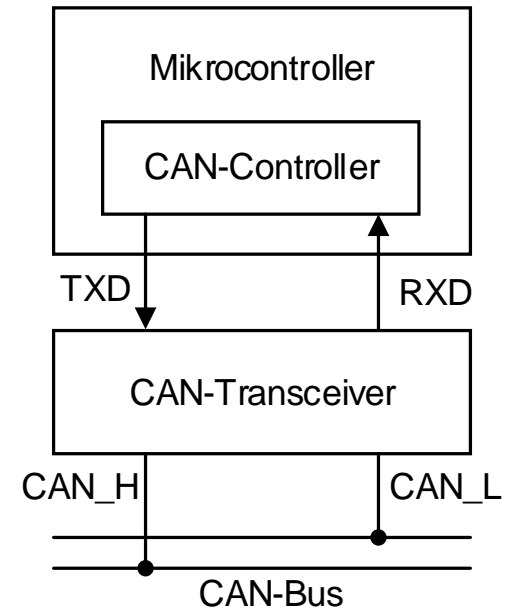 Mikrocontroller
CAN-Controller
TXD
RXD
CAN-Transceiver
CAN_H
CAN_L
CAN-Bus